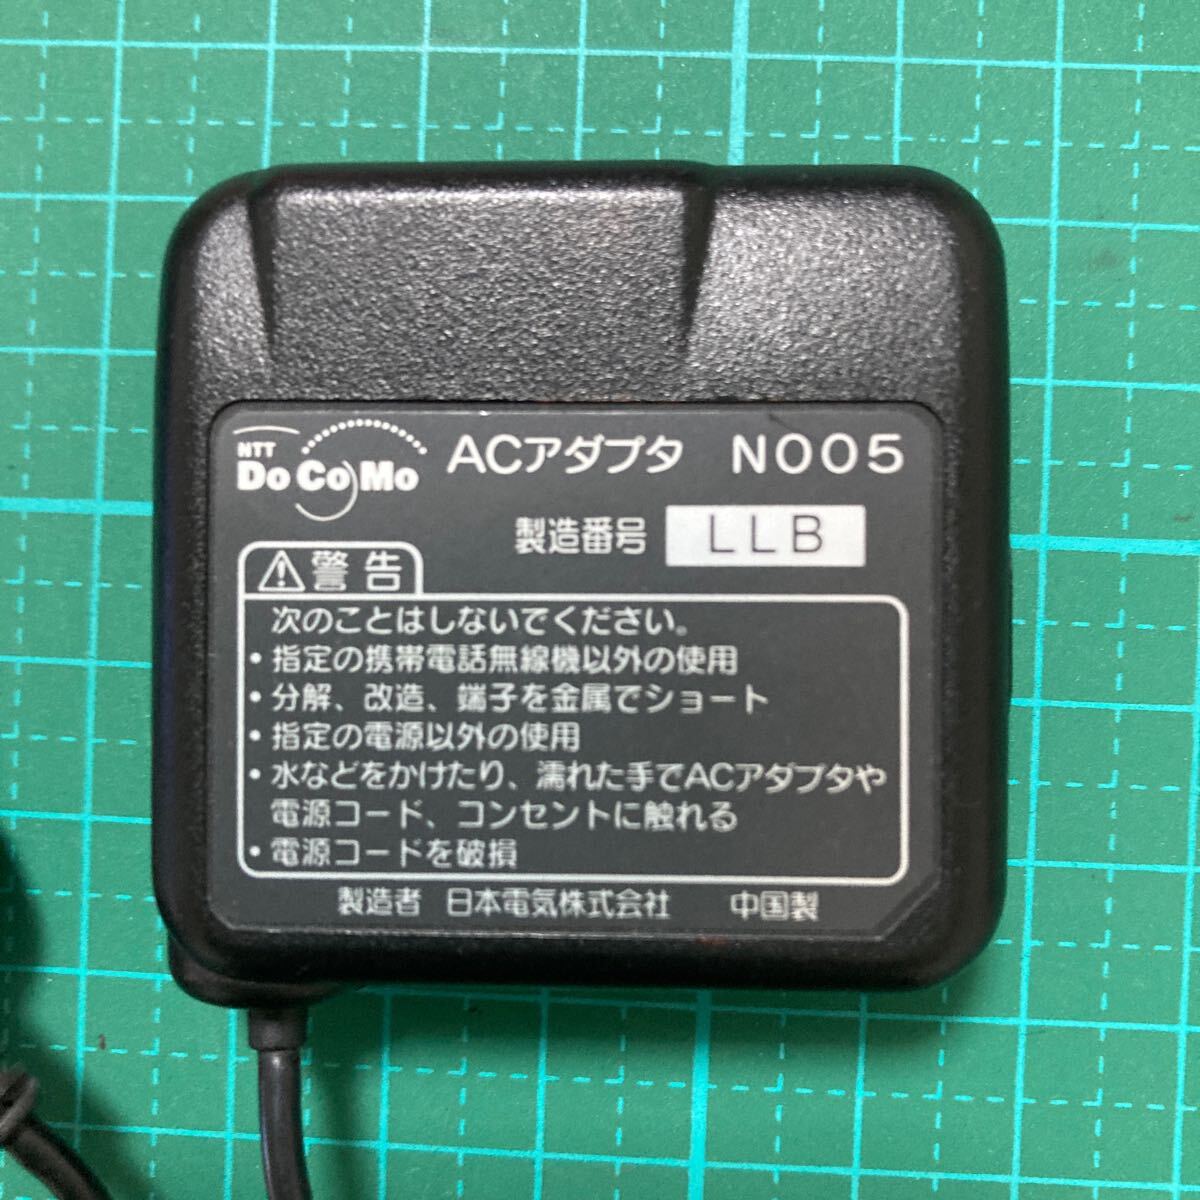 NTT
DoCoMo ACアダプタ N005
製造番号 LLB
警告
次のことはしないでください。
・指定の携帯電話無線機以外の使用
・分解、改造、端子を金属でショート
・指定の電源以外の使用
・水などをかけたり、濡れた手でACアダプタや
電源コード、コンセントに触れる
・電源コードを破損
製造者 日本電気株式会社 中国製